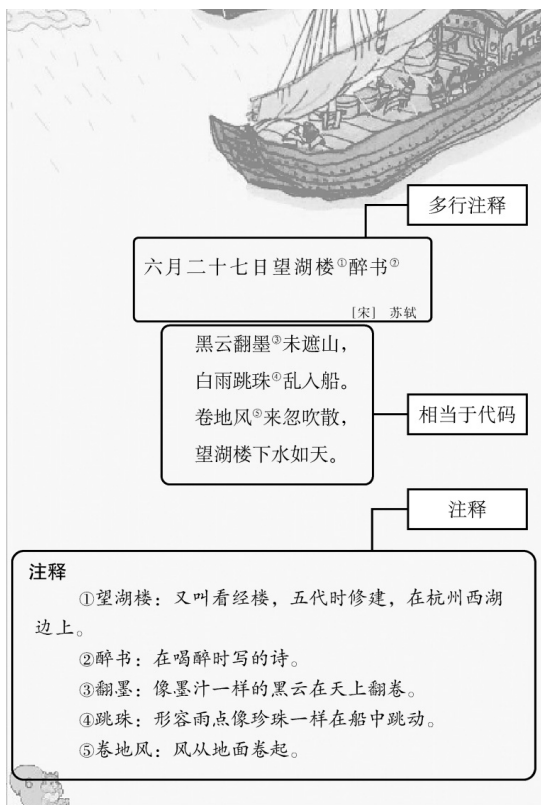 多行注释
六月二十七日望湖楼①醉书②
[宋] 苏轼
黑云翻墨③未遮山，
白雨跳珠④乱入船。
卷地风⑤来忽吹散，
望湖楼下水如天。
相当于代码
注释
注释
①望湖楼：又叫看经楼，五代时修建，在杭州西湖
边上。
②醉书：在喝醉时写的诗。
③翻墨：像墨汁一样的黑云在天上翻卷。
④跳珠：形容雨点像珍珠一样在船中跳动。
⑤卷地风：风从地面卷起。